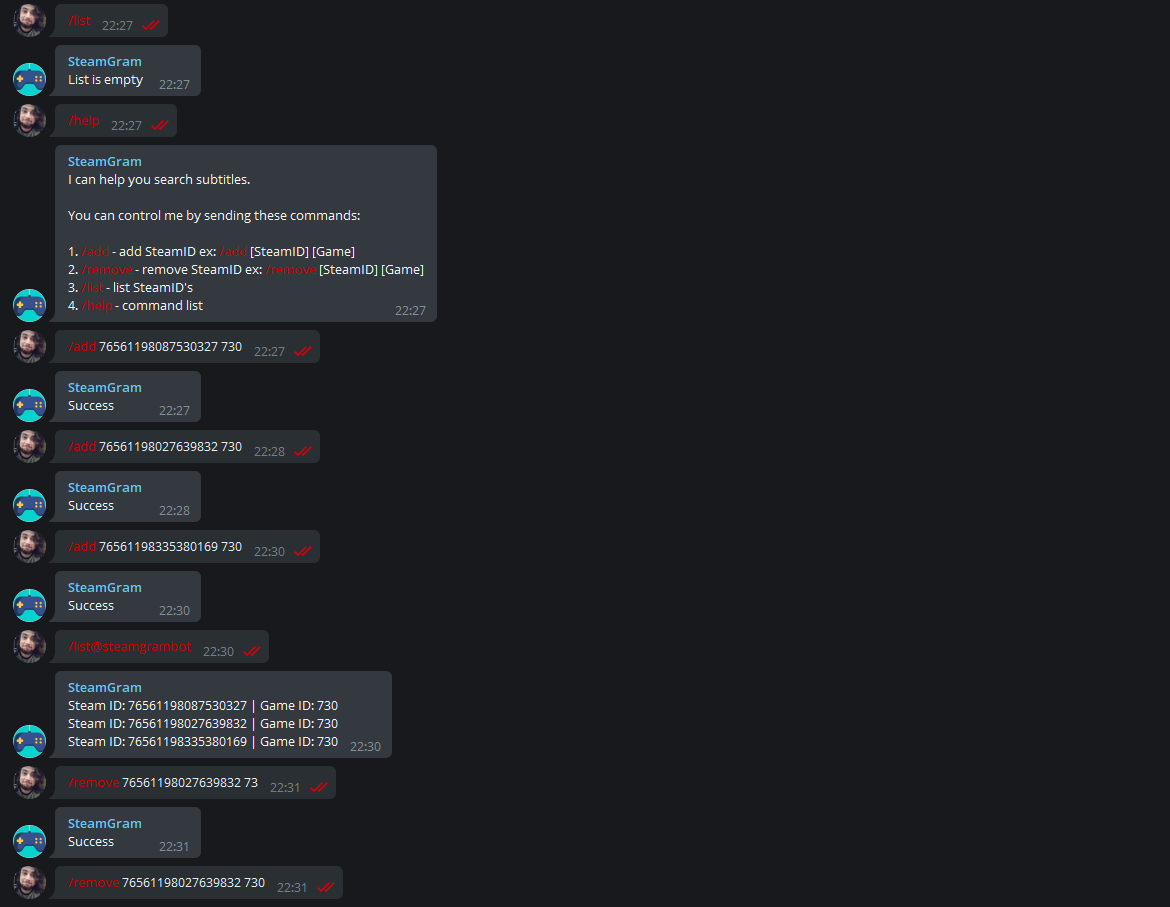 /list 22:27
SteamGram
List is empty 22:27
/help 22:27
SteamGram
I can help you search subtitles.
You can control me by sending these commands:
1. /add - add SteamID ex: /add [SteamID] [Game]
2. /remove - remove SteamID ex: /remove [SteamID] [Game]
3. /list - list SteamID's
4. /help - command list 22:27
/add 76561198087530327 730 22:27
SteamGram
Success 22:27
/add 76561198027639832 730 22:28
SteamGram
Success 22:28
/add 76561198335380169 730 22:30
SteamGram
Success 22:30
/list@steamgrambot 22:30
SteamGram
Steam ID: 76561198087530327 | Game ID: 730
Steam ID: 76561198027639832 | Game ID: 730
Steam ID: 76561198335380169 | Game ID: 730 22:30
/remove 76561198027639832 73 22:31
SteamGram
Success 22:31
/remove 76561198027639832 730 22:31